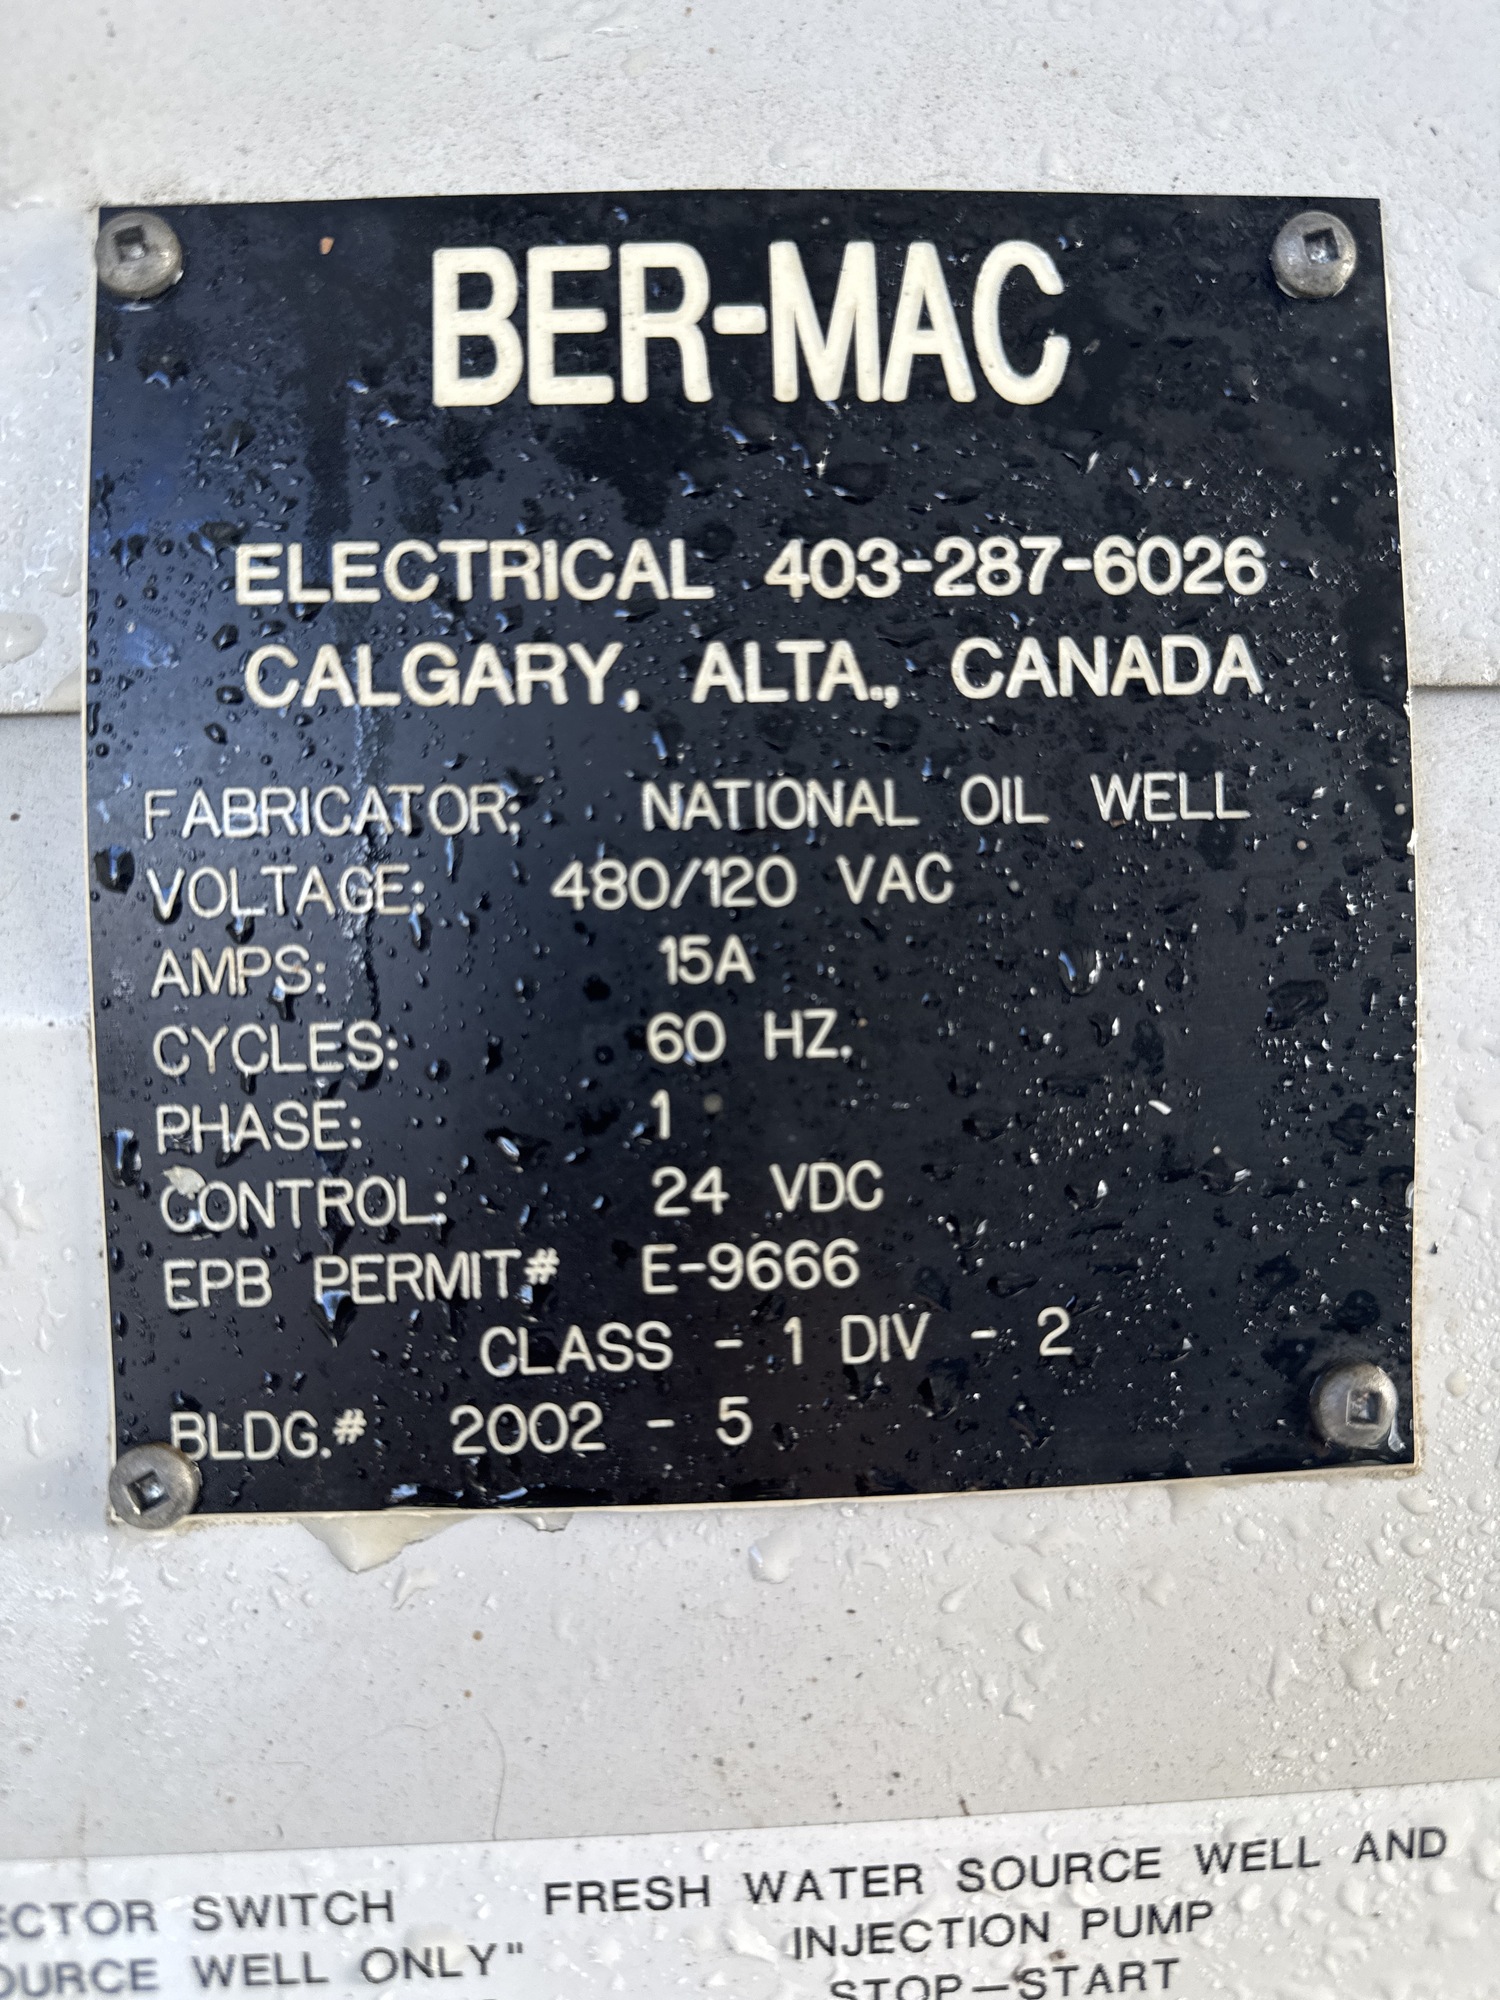 BER-MAC
ELECTRICAL 403-287-6026
CALGARY, ALTA., CANADA
FABRICATOR: NATIONAL OIL WELL
VOLTAGE: 480/120 VAC
AMPS: 15A
CYCLES: 60 HZ.
PHASE: 1
CONTROL: 24 VDC
EPB PERMIT# E-9666
CLASS - 1 DIV - 2
BLDG.# 2002 - 5
ECTOR SWITCH
OURCE WELL ONLY"
FRESH WATER SOURCE WELL AND
INJECTION PUMP
STOP-START